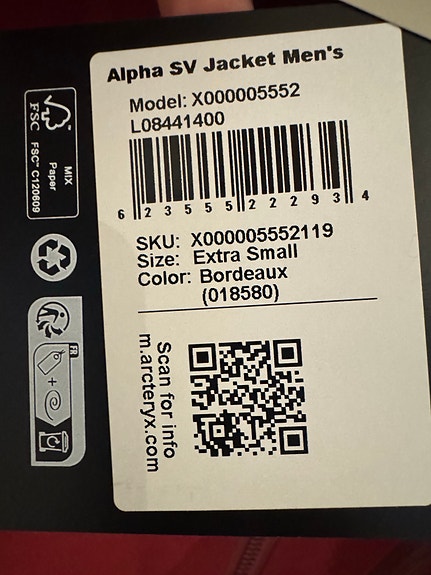 Alpha SV Jacket Men's
Model: X000005552
L08441400
6 23555 22293 4
SKU: X000005552119
Size: Extra Small
Color: Bordeaux
(018580)
Scan for info
m.arcteryx.com
FSC
MIX
Paper
FSC™ C120609
FR
+